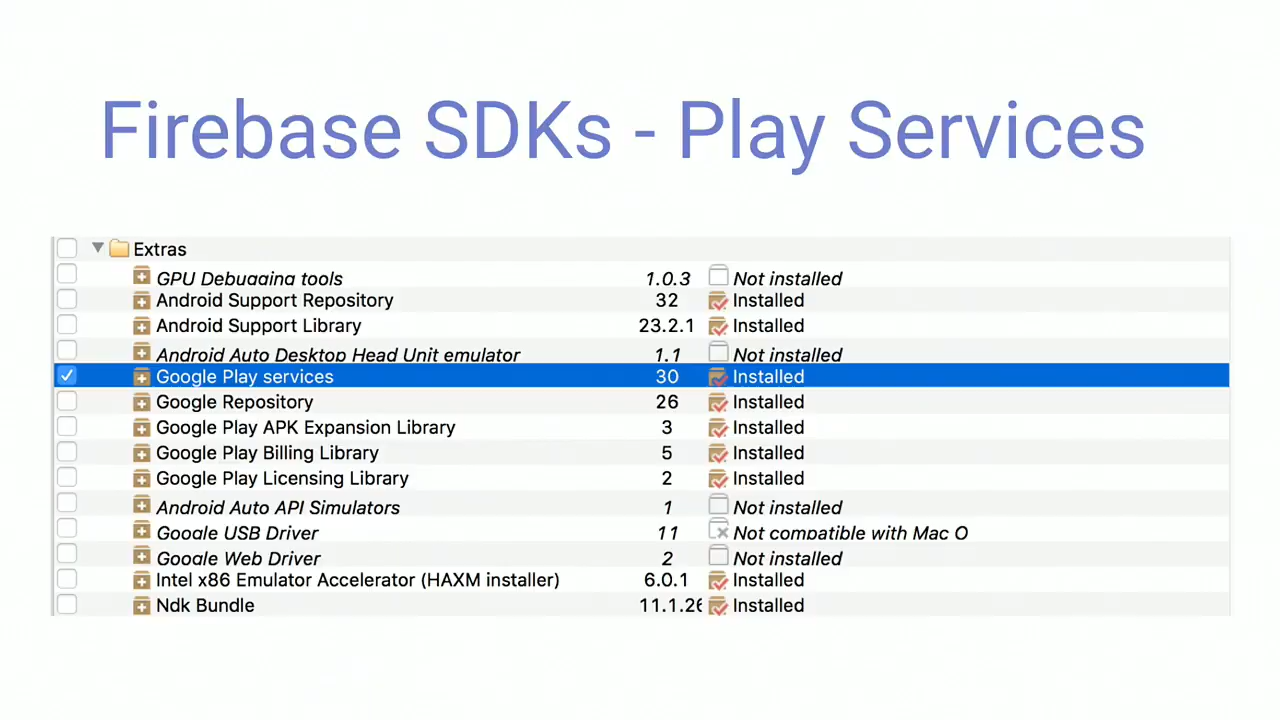 Firebase SDKs - Play Services
Extras
GPU Debugging tools 1.0.3 Not installed
Android Support Repository 32 Installed
Android Support Library 23.2.1 Installed
Android Auto Desktop Head Unit emulator 1.1 Not installed
Google Play services 30 Installed
Google Repository 26 Installed
Google Play APK Expansion Library 3 Installed
Google Play Billing Library 5 Installed
Google Play Licensing Library 2 Installed
Android Auto API Simulators 1 Not installed
Google USB Driver 11 Not compatible with Mac O
Google Web Driver 2 Not installed
Intel x86 Emulator Accelerator (HAXM installer) 6.0.1 Installed
Ndk Bundle 11.1.26 Installed